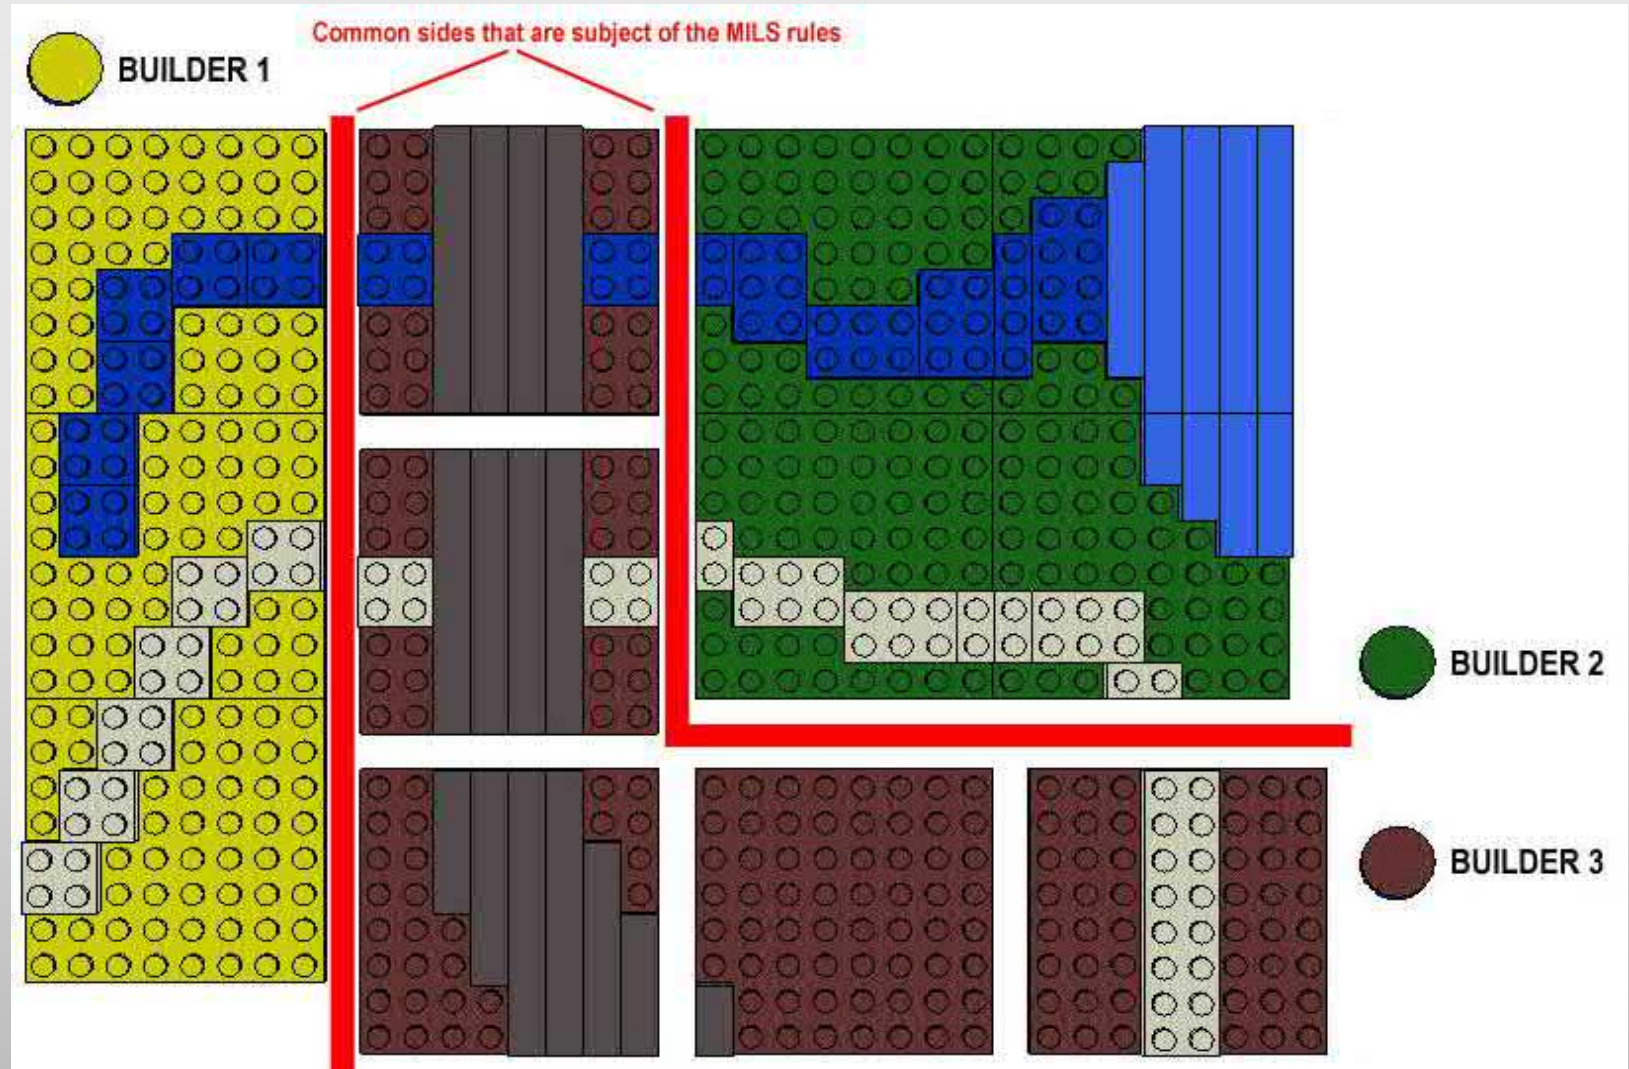 Common sides that are subject of the MILS rules
BUILDER 1
BUILDER 2
BUILDER 3